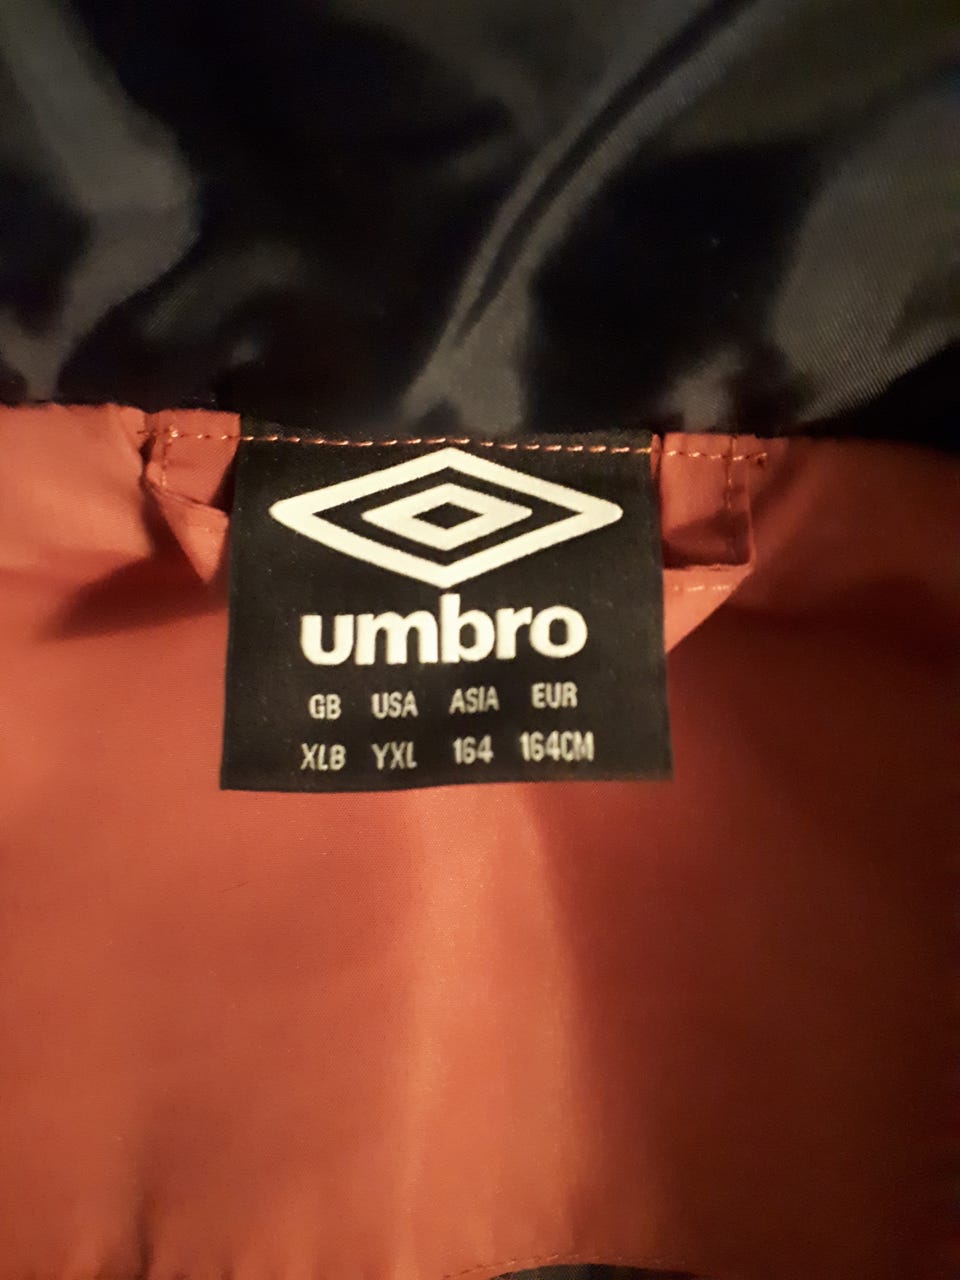 umbro
GB USA ASIA EUR
XLB YXL 164 164CM